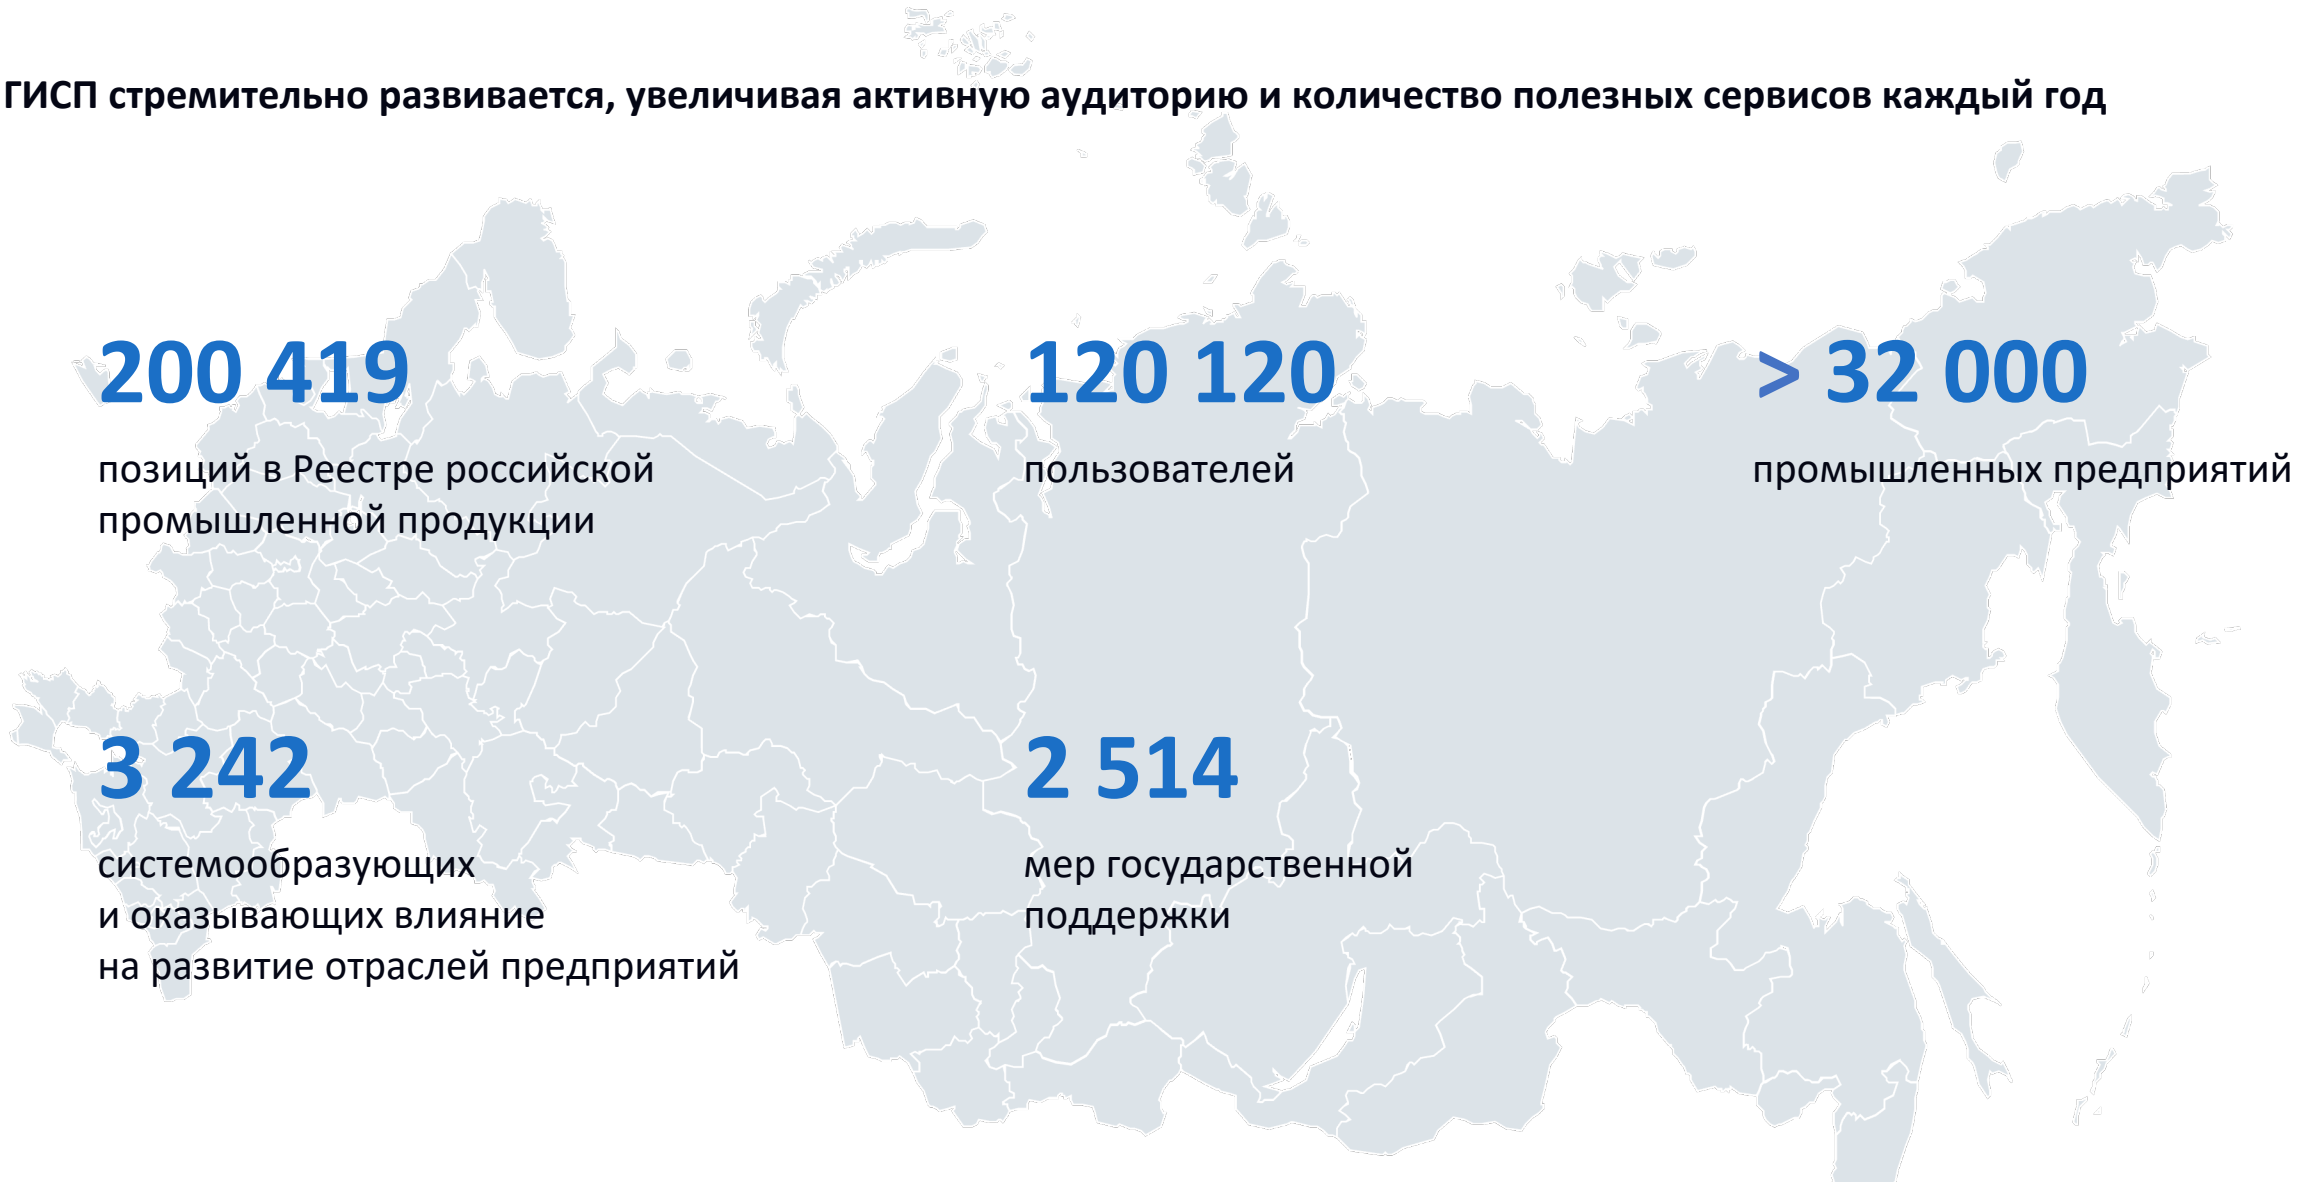 ГИСП стремительно развивается, увеличивая активную аудиторию и количество полезных сервисов каждый год
200 419
позиций в Реестре российской
промышленной продукции
120 120
пользователей
> 32 000
промышленных предприятий
3 242
системообразующих
и оказывающих влияние
на развитие отраслей предприятий
2 514
мер государственной
поддержки